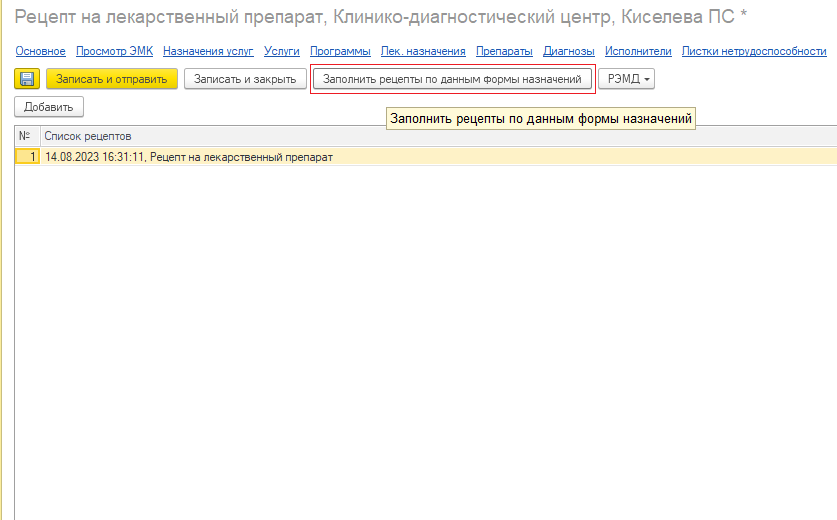 Рецепт на лекарственный препарат, Клинико-диагностический центр, Киселева ПС *
Основное Просмотр ЭМК Назначения услуг Услуги Программы Лек. назначения Препараты Диагнозы Исполнители Листки нетрудоспособности
Записать и отправить Записать и закрыть Заполнить рецепты по данным формы назначений РЭМД
Добавить
Заполнить рецепты по данным формы назначений
№ Список рецептов
1 14.08.2023 16:31:11, Рецепт на лекарственный препарат